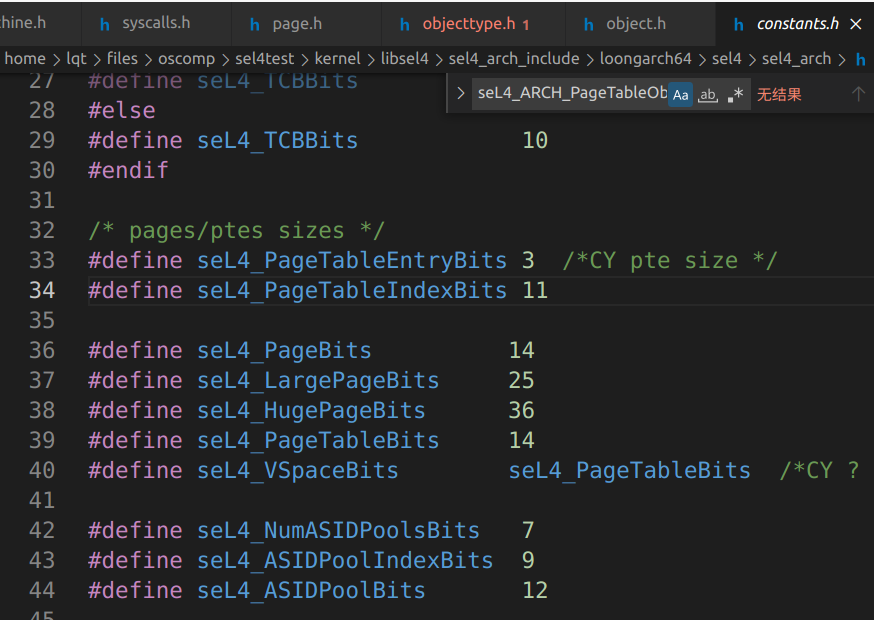 hine.h h syscalls.h h page.h h objecttype.h 1 h object.h h constants.h ×
home > lqt > files > oscomp > sel4test > kernel > libsel4 > sel4_arch_include > loongarch64 > sel4 > sel4_arch > h
seL4_ARCH_PageTableOb Aa ab .* 无结果 ↑
27 #define seL4_TCBBits
28 #else
29 #define seL4_TCBBits 10
30 #endif
31
32 /* pages/ptes sizes */
33 #define seL4_PageTableEntryBits 3 /*CY pte size */
34 #define seL4_PageTableIndexBits 11
35
36 #define seL4_PageBits 14
37 #define seL4_LargePageBits 25
38 #define seL4_HugePageBits 36
39 #define seL4_PageTableBits 14
40 #define seL4_VSpaceBits seL4_PageTableBits /*CY ?
41
42 #define seL4_NumASIDPoolsBits 7
43 #define seL4_ASIDPoolIndexBits 9
44 #define seL4_ASIDPoolBits 12
45